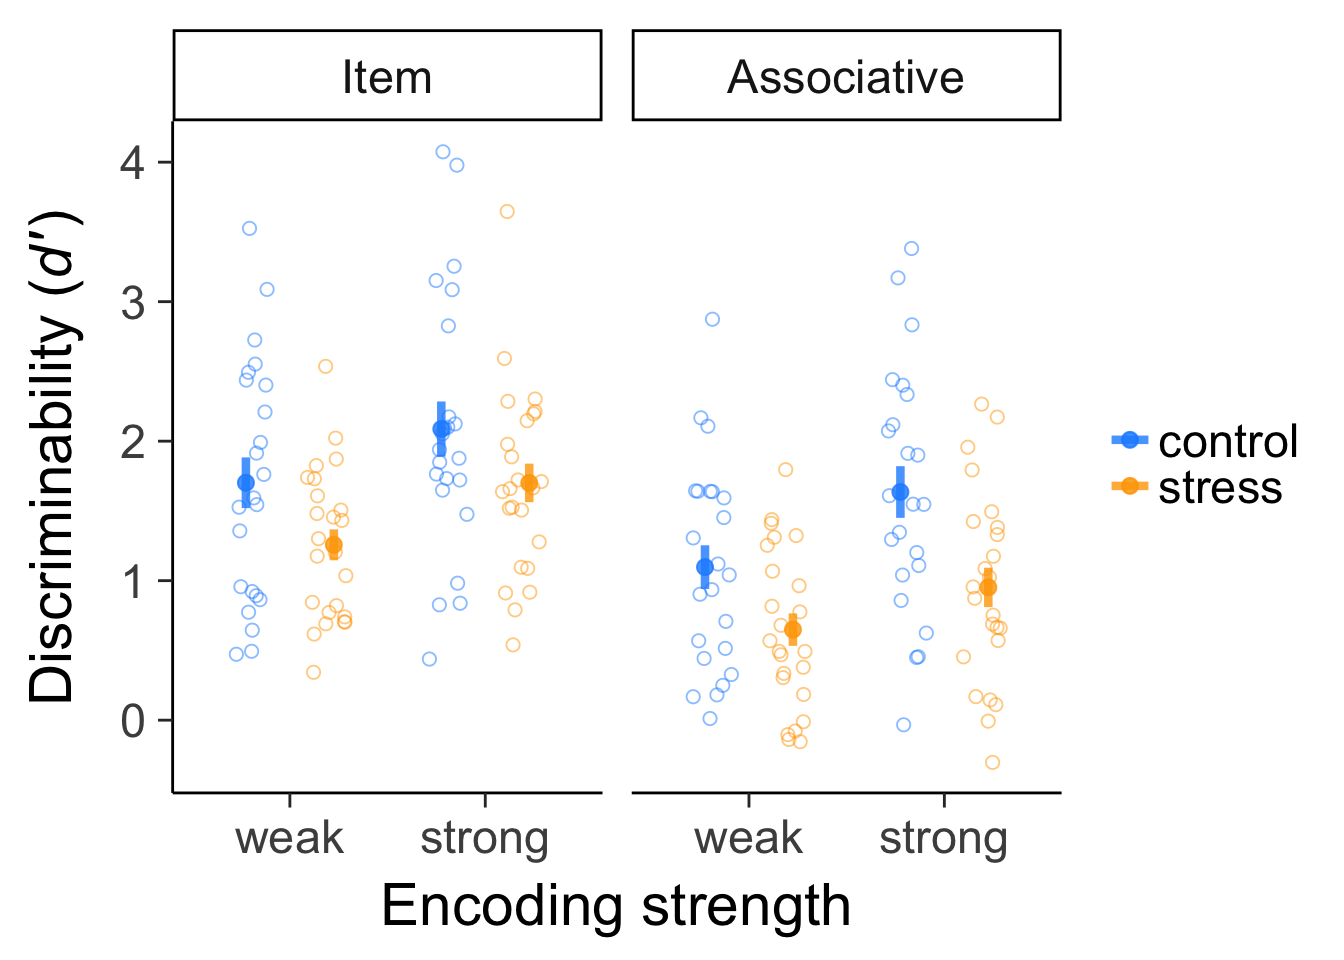 Item
Associative
Discriminability (d′)
4
3
2
1
0
weak
strong
weak
strong
Encoding strength
control
stress